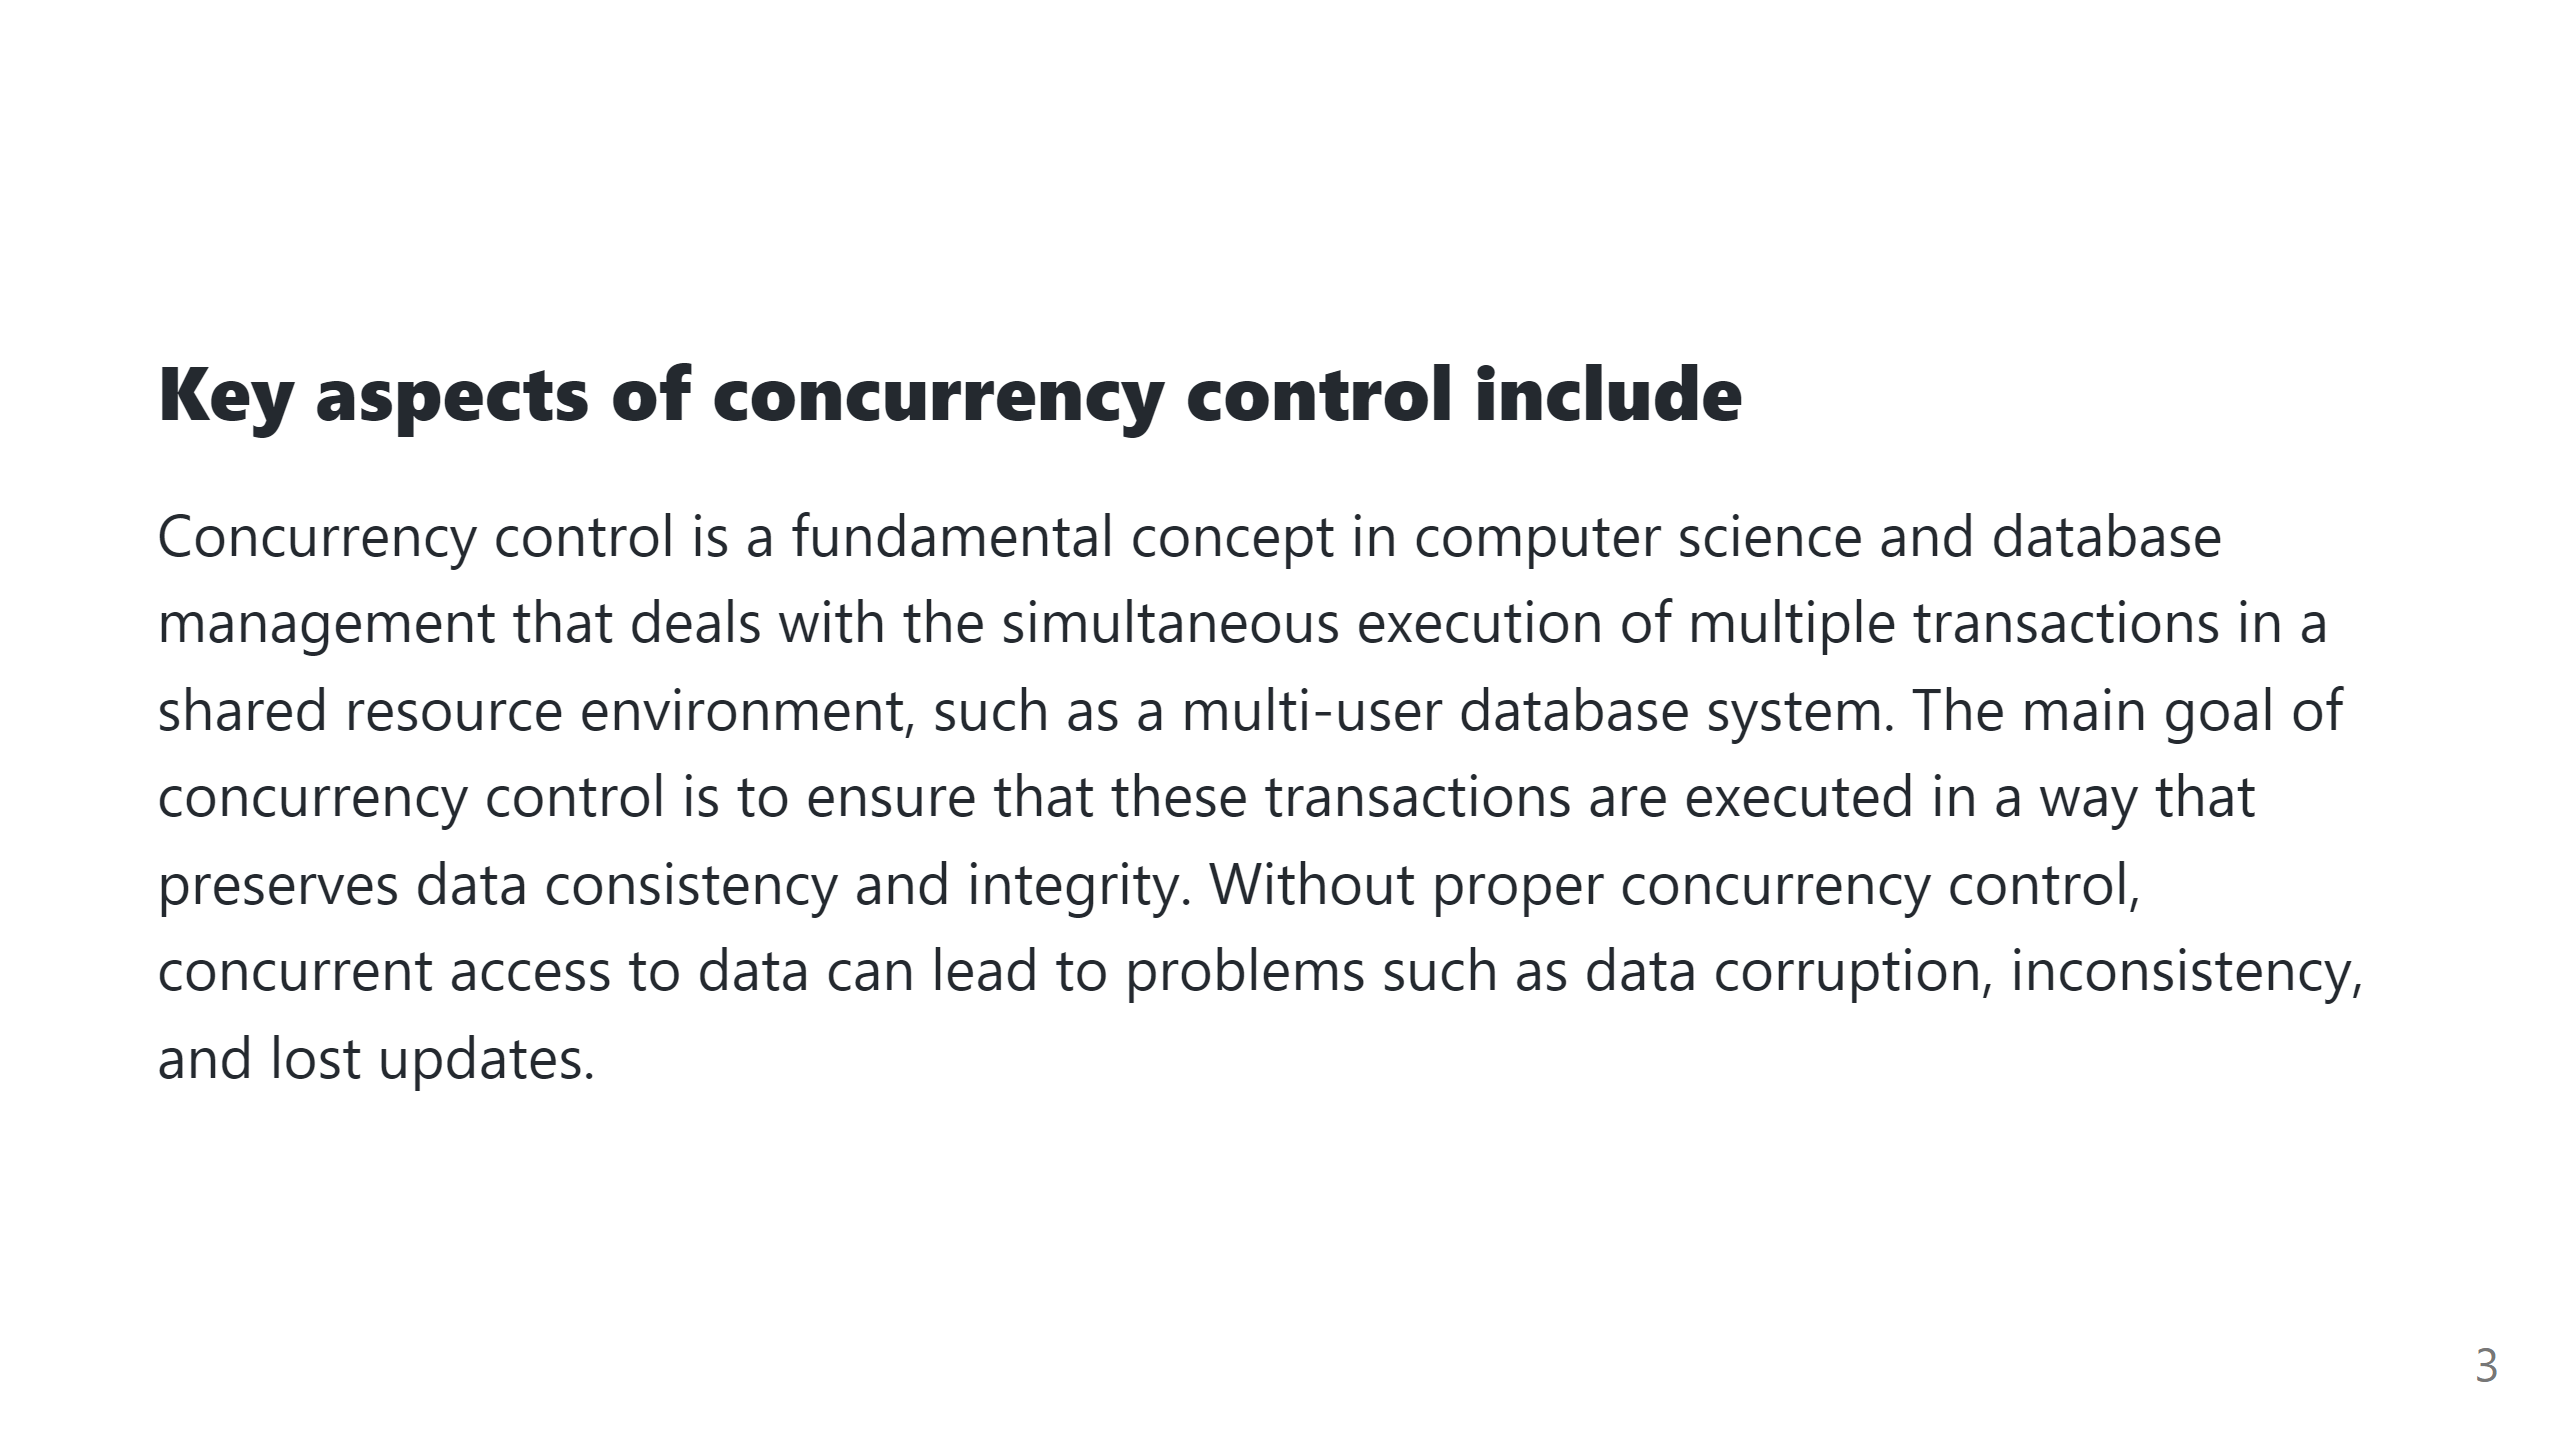 Key aspects of concurrency control include
Concurrency control is a fundamental concept in computer science and database
management that deals with the simultaneous execution of multiple transactions in a
shared resource environment, such as a multi-user database system. The main goal of
concurrency control is to ensure that these transactions are executed in a way that
preserves data consistency and integrity. Without proper concurrency control,
concurrent access to data can lead to problems such as data corruption, inconsistency,
and lost updates.
3